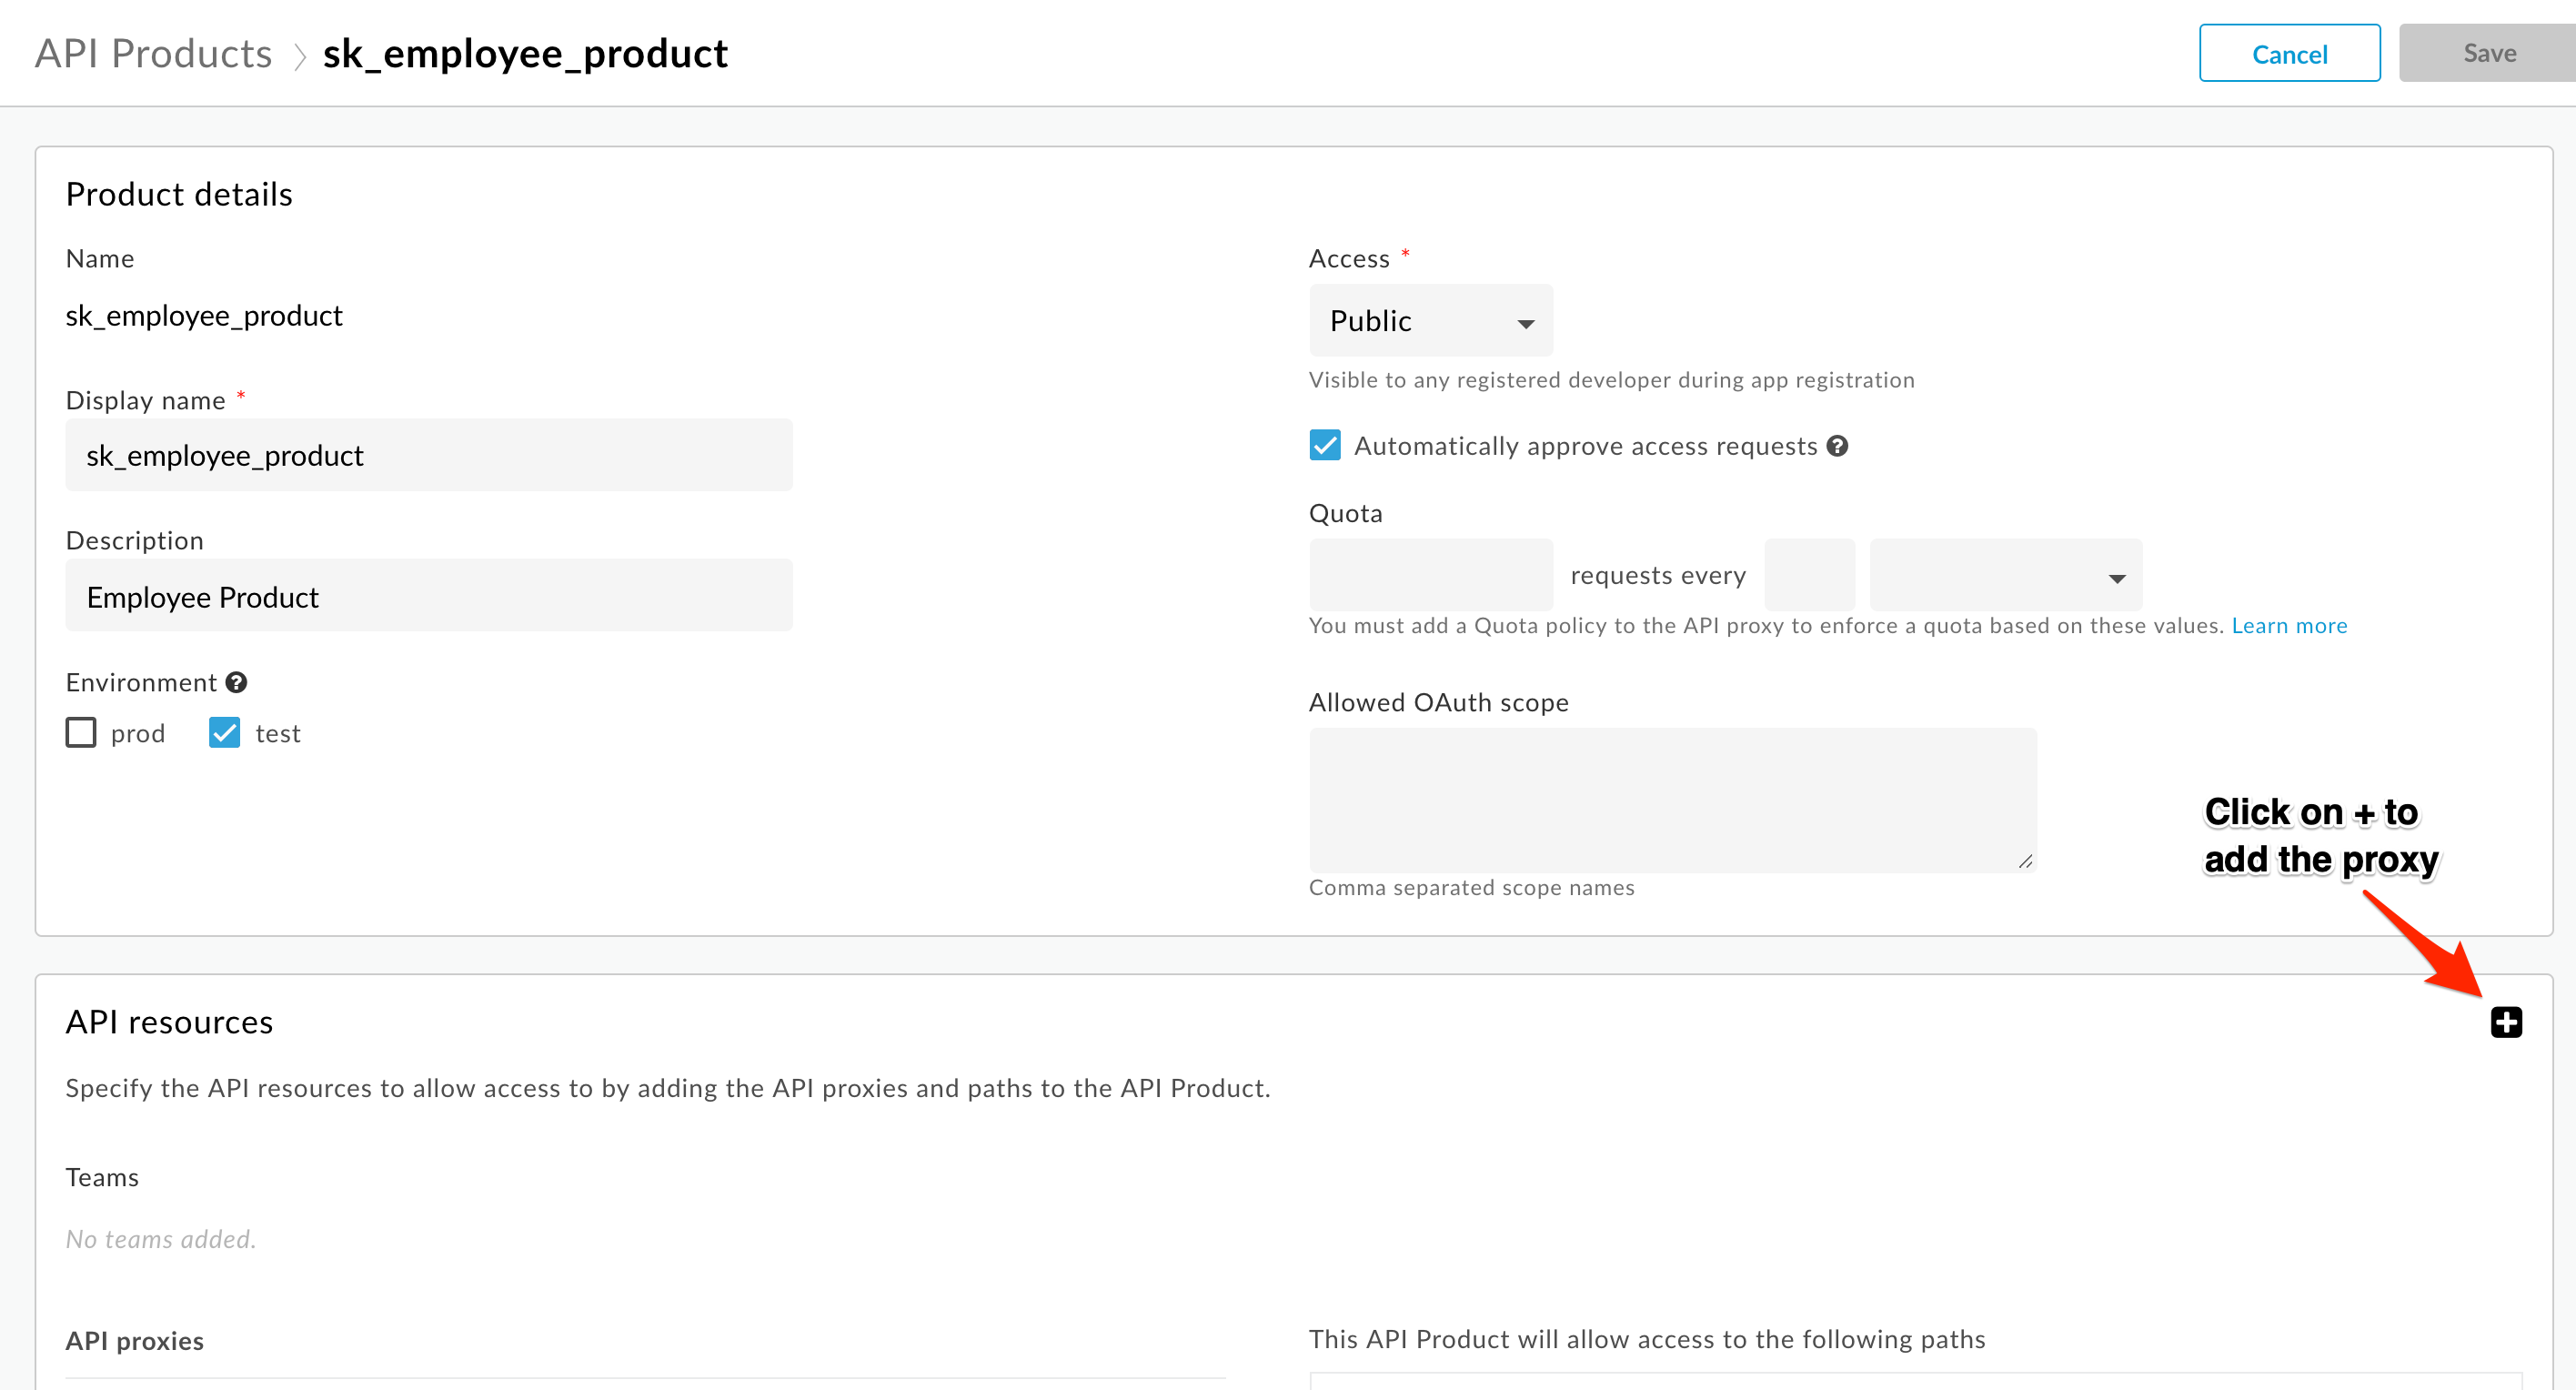 API Products > sk_employee_product
Cancel
Save
Product details
Name
sk_employee_product
Display name *
sk_employee_product
Description
Employee Product
Environment ?
prod
test
Access *
Public
Visible to any registered developer during app registration
Automatically approve access requests ?
Quota
requests every
You must add a Quota policy to the API proxy to enforce a quota based on these values. Learn more
Allowed OAuth scope
Comma separated scope names
Click on + to
add the proxy
API resources
Specify the API resources to allow access to by adding the API proxies and paths to the API Product.
Teams
No teams added.
API proxies
This API Product will allow access to the following paths